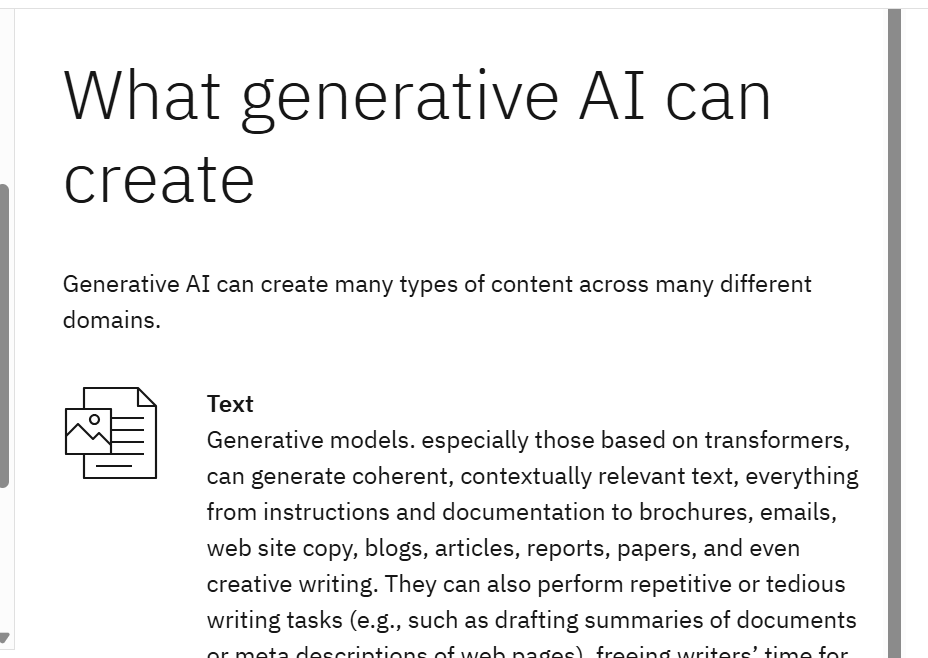 What generative AI can
create
Generative AI can create many types of content across many different
domains.
Text
Generative models. especially those based on transformers,
can generate coherent, contextually relevant text, everything
from instructions and documentation to brochures, emails,
web site copy, blogs, articles, reports, papers, and even
creative writing. They can also perform repetitive or tedious
writing tasks (e.g., such as drafting summaries of documents
or meta descriptions of web pages), freeing writers’ time for